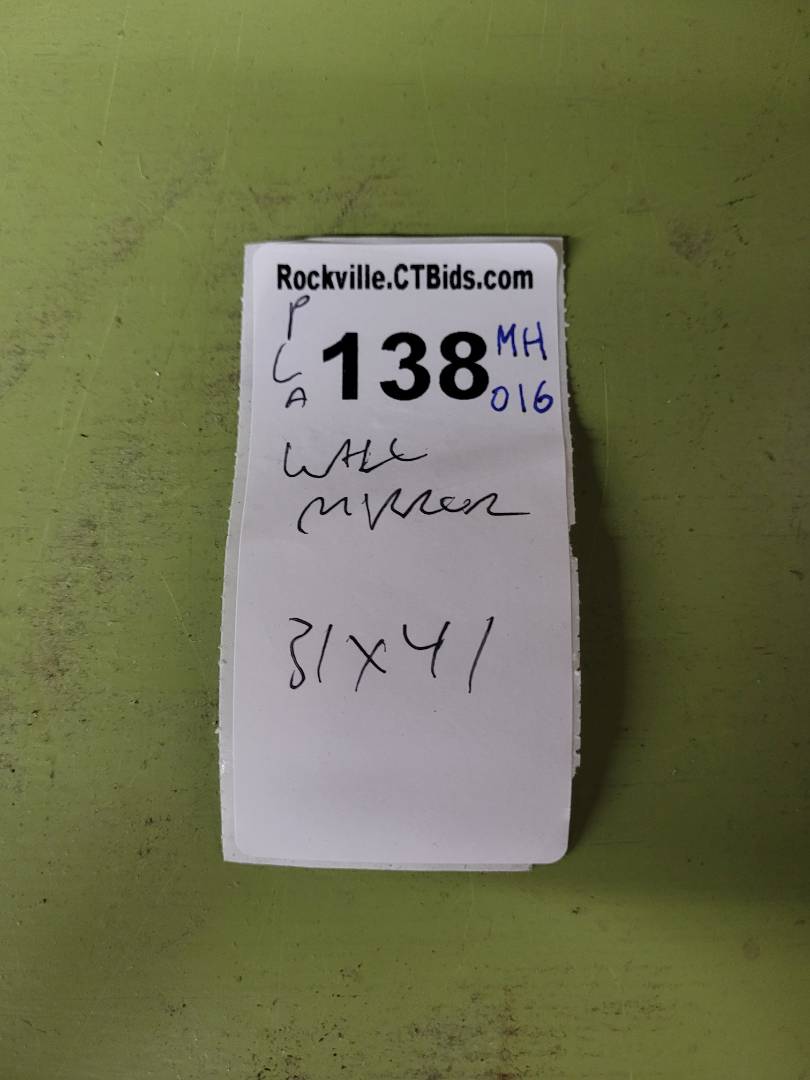 Rockville.CTBids.com
P
L
A
138
MH
016
WALL
MIRROR
31x41